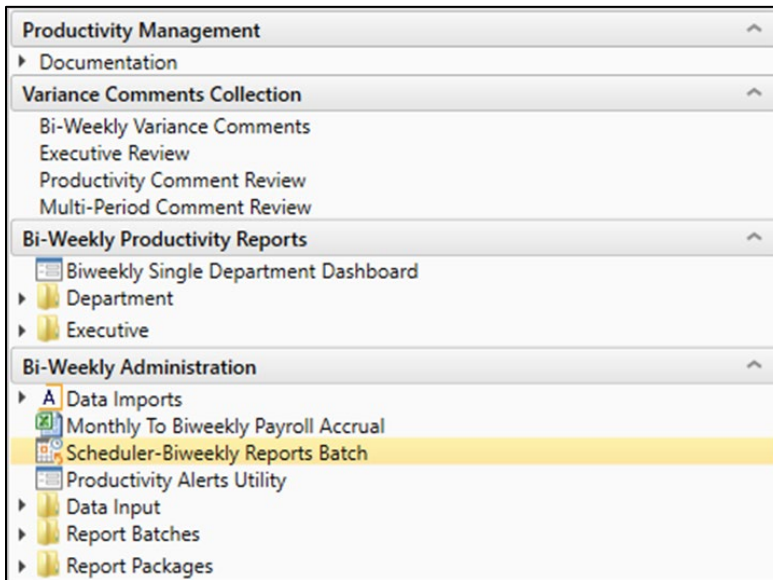 Productivity Management
Documentation
Variance Comments Collection
Bi-Weekly Variance Comments
Executive Review
Productivity Comment Review
Multi-Period Comment Review
Bi-Weekly Productivity Reports
Biweekly Single Department Dashboard
Department
Executive
Bi-Weekly Administration
A Data Imports
Monthly To Biweekly Payroll Accrual
Scheduler-Biweekly Reports Batch
Productivity Alerts Utility
Data Input
Report Batches
Report Packages